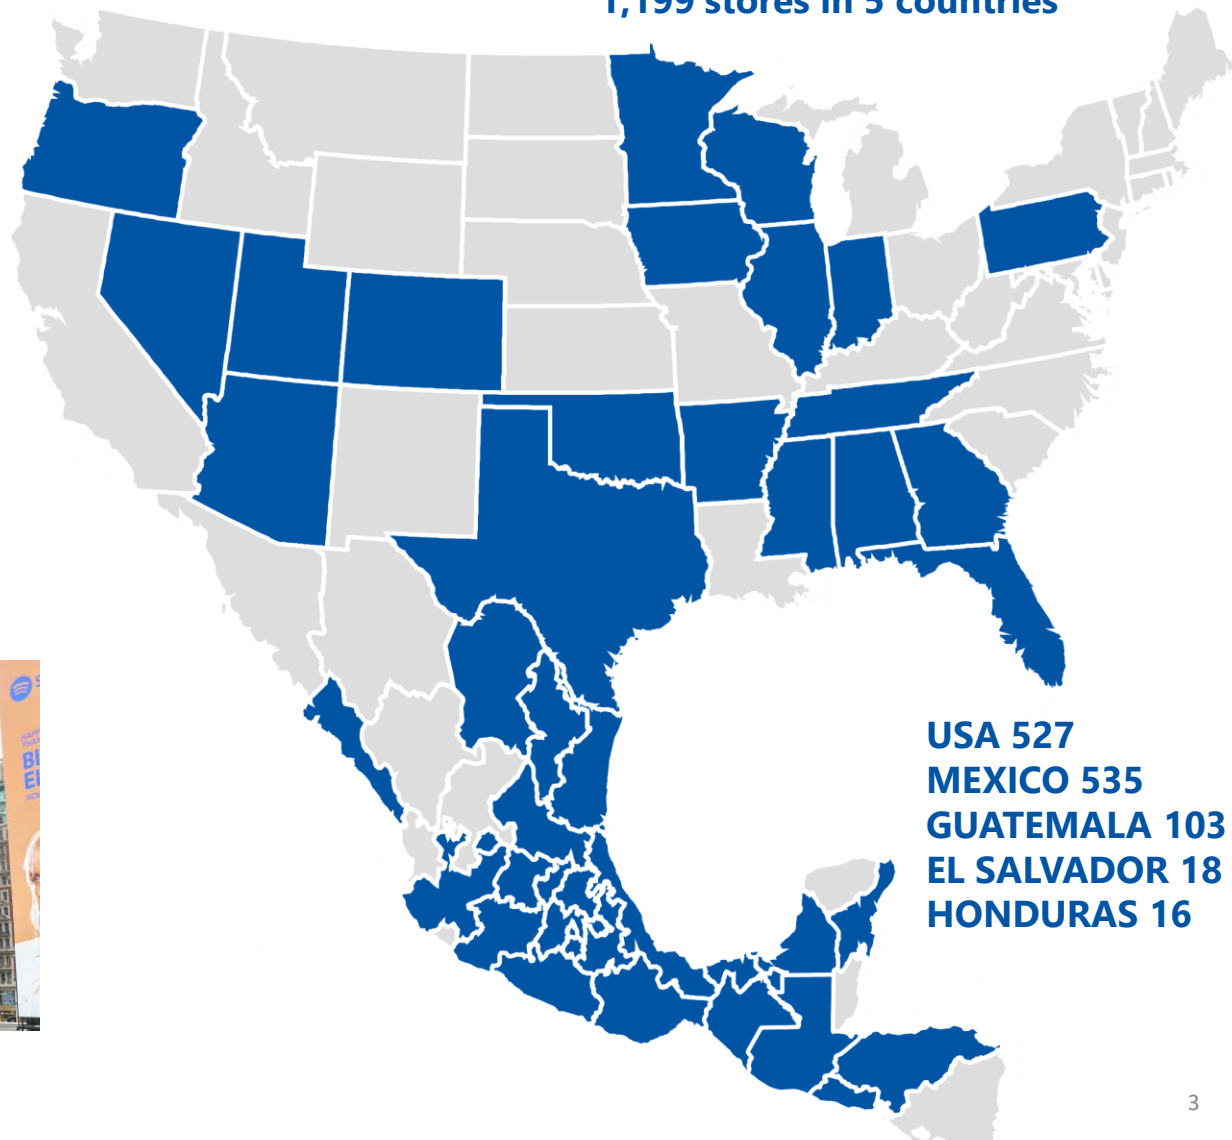 1,199 stores in 5 countries
USA 527
MEXICO 535
GUATEMALA 103
EL SALVADOR 18
HONDURAS 16
3